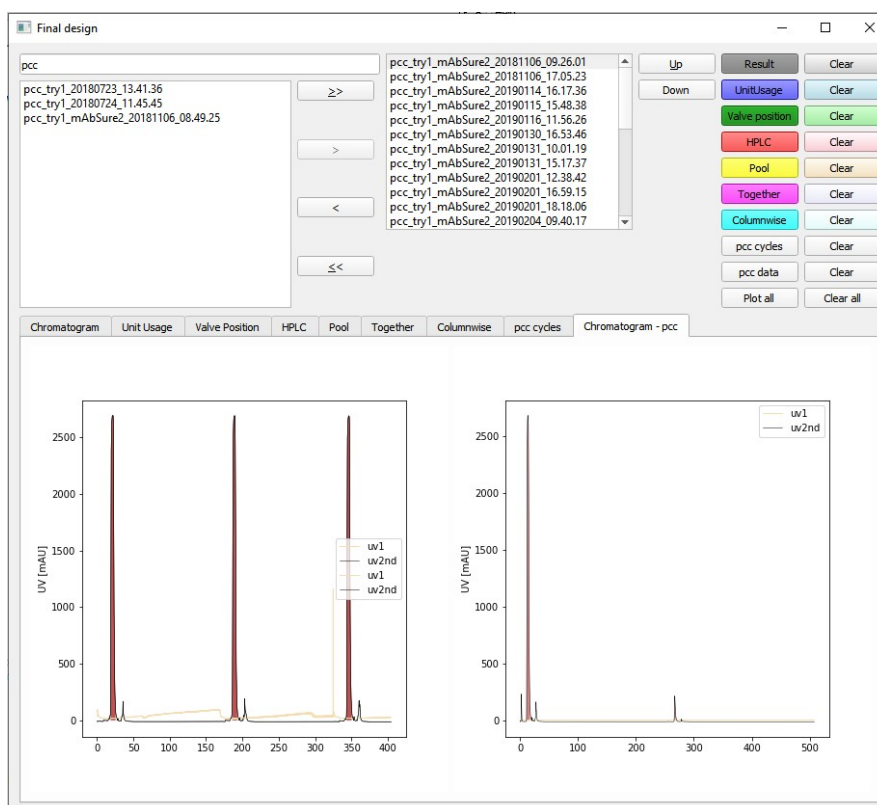 Final design
pcc
pcc_try1_20180723_13.41.36
pcc_try1_20180724_11.45.45
pcc_try1_mAbSure2_20181106_08.49.25
>>
>
<
<<
pcc_try1_mAbSure2_20181106_09.26.01
pcc_try1_mAbSure2_20181106_17.05.23
pcc_try1_mAbSure2_20190114_16.17.36
pcc_try1_mAbSure2_20190115_15.48.38
pcc_try1_mAbSure2_20190116_11.56.26
pcc_try1_mAbSure2_20190130_16.53.46
pcc_try1_mAbSure2_20190131_10.01.19
pcc_try1_mAbSure2_20190131_15.17.37
pcc_try1_mAbSure2_20190201_12.38.42
pcc_try1_mAbSure2_20190201_16.59.15
pcc_try1_mAbSure2_20190201_18.18.06
pcc_try1_mAbSure2_20190204_09.40.17
Up
Down
Result Clear
UnitUsage Clear
Valve position Clear
HPLC Clear
Pool Clear
Together Clear
Columnwise Clear
pcc cycles Clear
pcc data Clear
Plot all Clear all
Chromatogram Unit Usage Valve Position HPLC Pool Together Columnwise pcc cycles Chromatogram - pcc
UV [mAU]
2500
2000
1500
1000
500
0
0 50 100 150 200 250 300 350 400
uv1
uv2nd
uv1
uv2nd
UV [mAU]
2500
2000
1500
1000
500
0
0 100 200 300 400 500
uv1
uv2nd